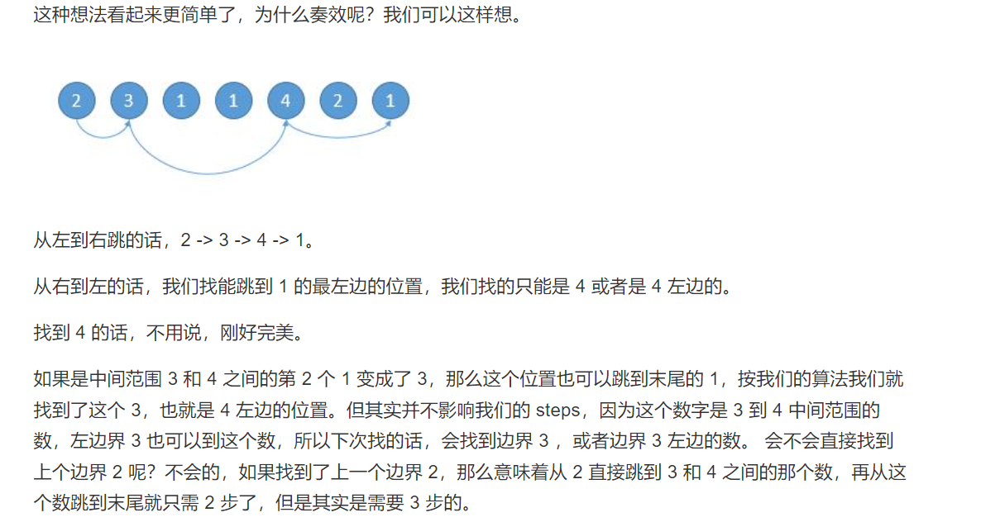 这种想法看起来更简单了，为什么奏效呢？我们可以这样想。
2 3 1 1 4 2 1
从左到右跳的话，2 -> 3 -> 4 -> 1。
从右到左的话，我们找能跳到 1 的最左边的位置，我们找的只能是 4 或者是 4 左边的。
找到 4 的话，不用说，刚好完美。
如果是中间范围 3 和 4 之间的第 2 个 1 变成了 3，那么这个位置也可以跳到末尾的 1，按我们的算法我们就
找到了这个 3，也就是 4 左边的位置。但其实并不影响我们的 steps，因为这个数字是 3 到 4 中间范围的
数，左边界 3 也可以到这个数，所以下次找的话，会找到边界 3 ，或者边界 3 左边的数。 会不会直接找到
上个边界 2 呢？不会的，如果找到了上一个边界 2，那么意味着从 2 直接跳到 3 和 4 之间的那个数，再从这
个数跳到末尾就只需 2 步了，但是其实是需要 3 步的。